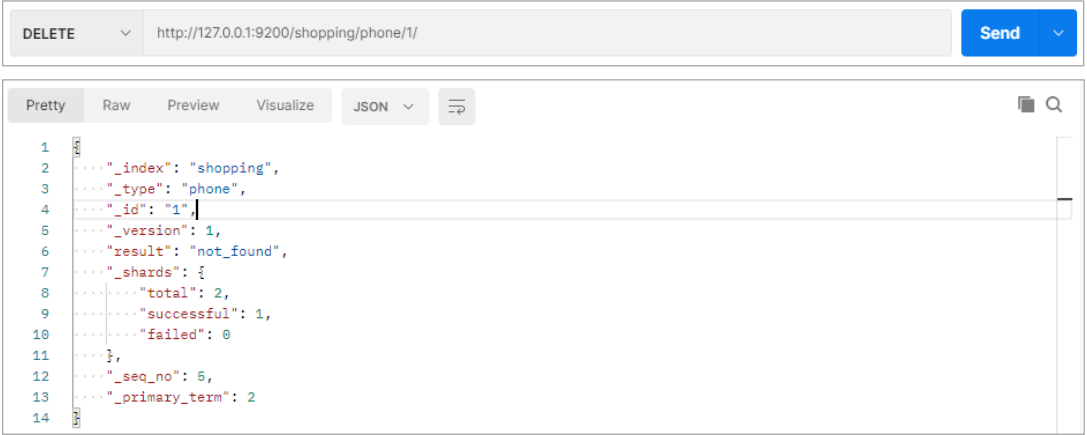 DELETE http://127.0.0.1:9200/shopping/phone/1/ Send
Pretty Raw Preview Visualize JSON
1 {
2 "_index": "shopping",
3 "_type": "phone",
4 "_id": "1",
5 "_version": 1,
6 "result": "not_found",
7 "_shards": {
8 "total": 2,
9 "successful": 1,
10 "failed": 0
11 },
12 "_seq_no": 5,
13 "_primary_term": 2
14 }